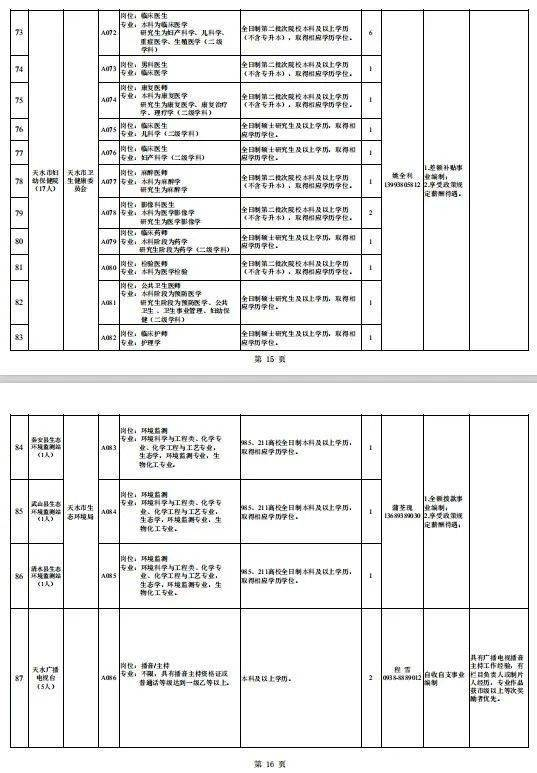 73
A072
岗位：临床医生
专业：本科为临床医学
研究生为妇产科学、儿科学、
重症医学、生殖医学（二级
学科）
全日制第二批次院校本科及以上学历
（不含专升本），取得相应学历学位。
6
74
A073
岗位：男科医生
专业：临床医学
全日制第二批次院校本科及以上学历
（不含专升本），取得相应学历学位。
1
75
A074
岗位：康复医师
专业：本科为康复医学
研究生为康复医学、康复治疗
学、理疗学（二级学科）
全日制第二批次院校本科及以上学历
（不含专升本），取得相应学历学位。
1
76
A075
岗位：临床医生
专业：儿科学（二级学科）
全日制硕士研究生及以上学历，取得相
应学历学位。
1
77
A076
岗位：临床医生
专业：妇产科学（二级学科）
全日制硕士研究生及以上学历，取得相
应学历学位。
1
天水市妇
幼保健院
（17人）
天水市卫
生健康委
员会
78
A077
岗位：麻醉医师
专业：本科为麻醉学
研究生为麻醉学
全日制第二批次院校本科及以上学历
（不含专升本），取得相应学历学位。
1
姚全利
13993805812
1.差额补贴事
业编制；
2.享受政策规
定薪酬待遇。
79
A078
岗位：影像科医生
专业：本科为医学影像学
研究生为医学影像学
全日制第二批次院校本科及以上学历
（不含专升本），取得相应学历学位。
2
80
A079
岗位：临床药师
专业：本科阶段为药学
研究生阶段为药学（二级学科）
全日制硕士研究生及以上学历，取得相
应学历学位。
1
81
A080
岗位：检验医师
专业：本科为医学检验
全日制第二批次院校本科及以上学历
（不含专升本），取得相应学历学位。
1
82
A081
岗位：公共卫生医师
专业：本科阶段为预防医学
研究生阶段为预防医学、公共
卫生 、卫生事业管理、妇幼保
健（二级学科）
全日制硕士研究生及以上学历，取得相
应学历学位。
1
83
A082
岗位：临床护师
专业：护理学
全日制硕士研究生及以上学历，取得相
应学历学位。
1
第 15 页
84
秦安县生态
环境监测站
（1人）
A083
岗位：环境监测
专业：环境科学与工程类、化学专
业、化学工程与工艺专业，
生态学，环境监测专业，生
物化工专业。
985、211高校全日制本科及以上学历，
取得相应学历学位。
1
85
武山县生态
环境监测站
（1人）
天水市生
态环境局
A084
岗位：环境监测
专业：环境科学与工程类、化学专
业、化学工程与工艺专业，
生态学，环境监测专业，生
物化工专业。
985、211高校全日制本科及以上学历，
取得相应学历学位。
1
蒲荃现
13689389030
1.全额拨款事
业编制；
2.享受政策规
定薪酬待遇；
86
清水县生态
环境监测站
（1人）
A085
岗位：环境监测
专业：环境科学与工程类、化学专
业、化学工程与工艺专业，
生态学，环境监测专业，生
物化工专业。
985、211高校全日制本科及以上学历，
取得相应学历学位。
1
87
天水广播
电视台
（5人）
A086
岗位：播音/主持
专业：不限，具有播音主持资格证或
普通话等级达到一级乙等以上。
本科及以上学历。
2
程 雪
0938-8889012
自收自支事业
编制
具有广播电视播音
主持工作经验，有
栏目负责人或制片
人经历，专业作品
获市级以上等次奖
励者优先。
第 16 页